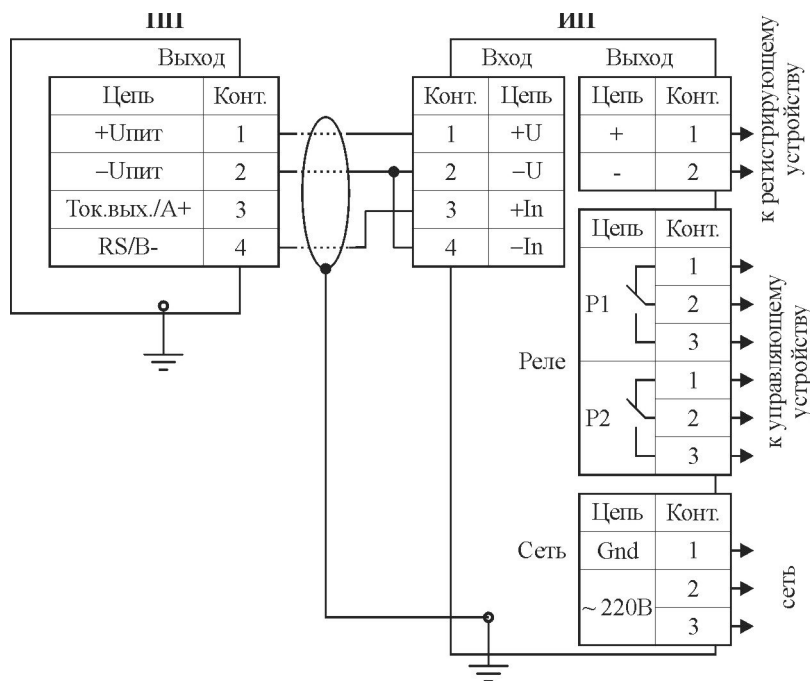 ПП
ИП
Выход
Цепь Конт.
+Uпит 1
–Uпит 2
Ток.вых./А+ 3
RS/B- 4
Вход
Конт. Цепь
1 +U
2 –U
3 +In
4 –In
Выход
Цепь Конт.
+ 1
- 2
к регистрирующему
устройству
Реле
Цепь Конт.
P1
1
2
3
P2
1
2
3
к управляющему
устройству
Сеть
Цепь Конт.
Gnd 1
~ 220В
2
3
сеть